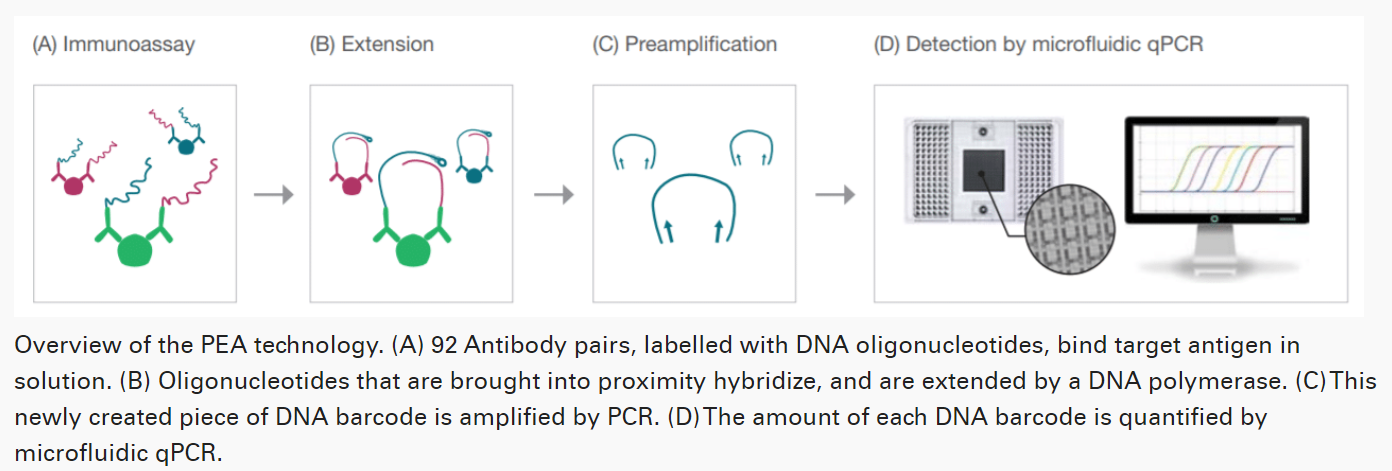 (A) Immunoassay
(B) Extension
(C) Preamplification
(D) Detection by microfluidic qPCR
Overview of the PEA technology. (A) 92 Antibody pairs, labelled with DNA oligonucleotides, bind target antigen in
solution. (B) Oligonucleotides that are brought into proximity hybridize, and are extended by a DNA polymerase. (C) This
newly created piece of DNA barcode is amplified by PCR. (D) The amount of each DNA barcode is quantified by
microfluidic qPCR.